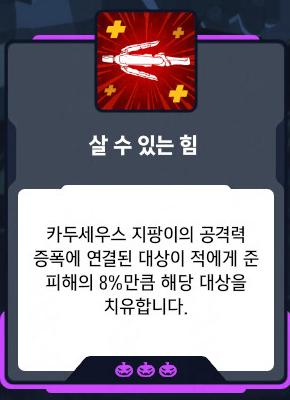 살 수 있는 힘
카두세우스 지팡이의 공격력
증폭에 연결된 대상이 적에게 준
피해의 8%만큼 해당 대상을
치유합니다.